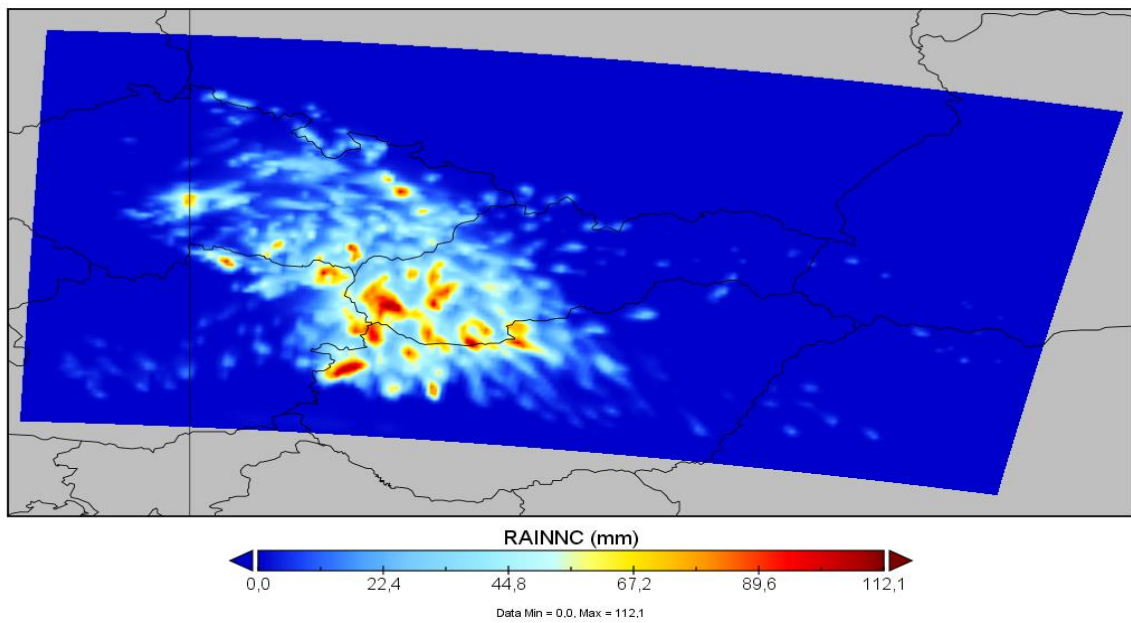 RAINNC (mm)
0,0 22,4 44,8 67,2 89,6 112,1
Data Min = 0,0, Max = 112,1